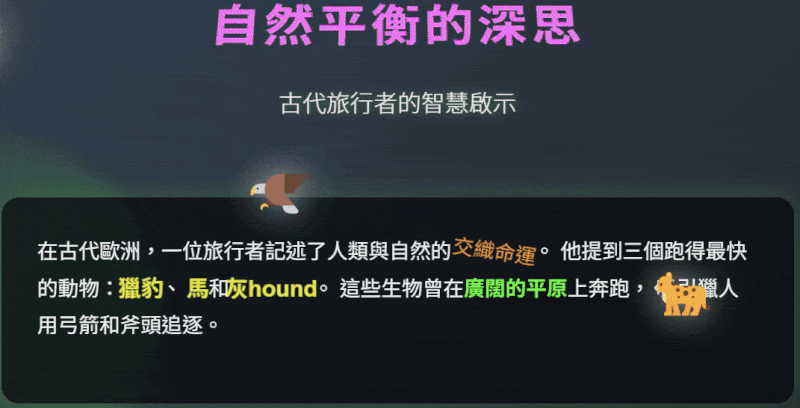 自然平衡的深思
古代旅行者的智慧啟示
在古代歐洲，一位旅行者記述了人類與自然的交織命運。 他提到三個跑得最快
的動物：獵豹、 馬和灰hound。 這些生物曾在廣闊的平原上奔跑， 引獵人
用弓箭和斧頭追逐。